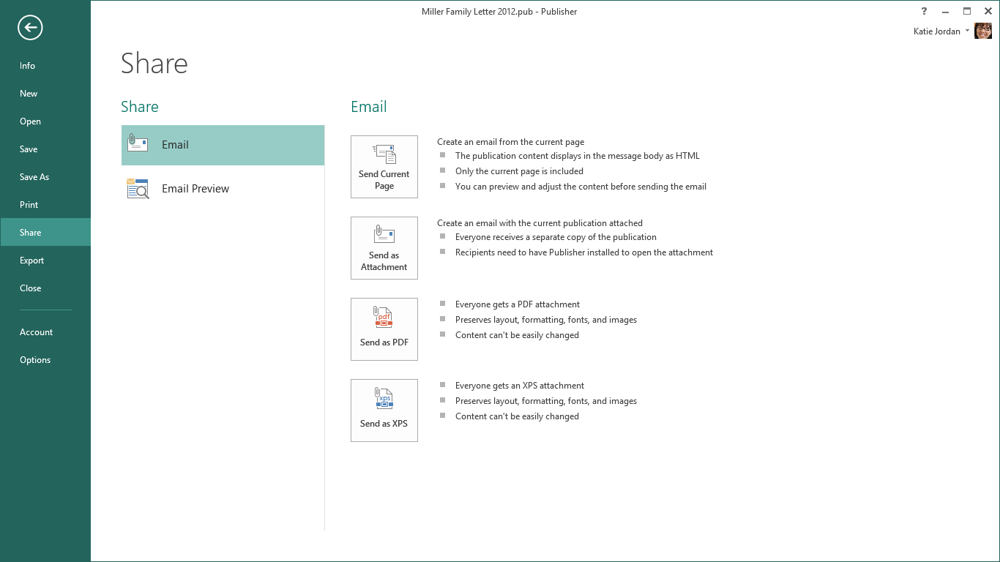 Miller Family Letter 2012.pub - Publisher
?
Katie Jordan
Info
New
Open
Save
Save As
Print
Share
Export
Close
Account
Options
Share
Share
Email
Email Preview
Email
Send Current
Page
Create an email from the current page
The publication content displays in the message body as HTML
Only the current page is included
You can preview and adjust the content before sending the email
Send as
Attachment
Create an email with the current publication attached
Everyone receives a separate copy of the publication
Recipients need to have Publisher installed to open the attachment
pdf
Send as PDF
Everyone gets a PDF attachment
Preserves layout, formatting, fonts, and images
Content can't be easily changed
xps
Send as XPS
Everyone gets an XPS attachment
Preserves layout, formatting, fonts, and images
Content can't be easily changed